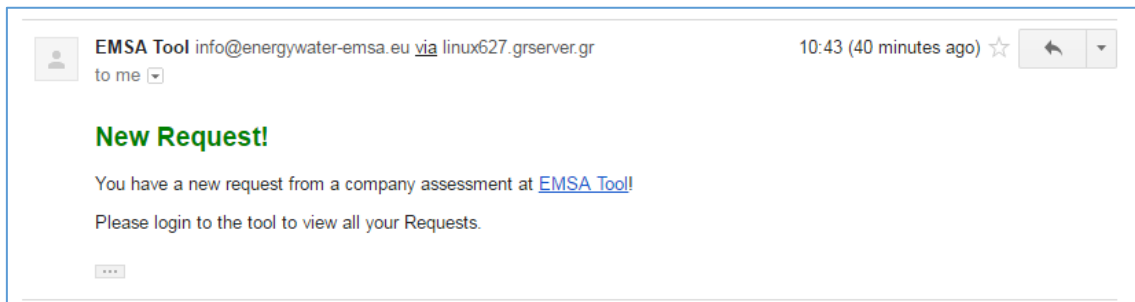 EMSA Tool info@energywater-emsa.eu via linux627.grserver.gr 10:43 (40 minutes ago)
to me
New Request!
You have a new request from a company assessment at EMSA Tool!
Please login to the tool to view all your Requests.